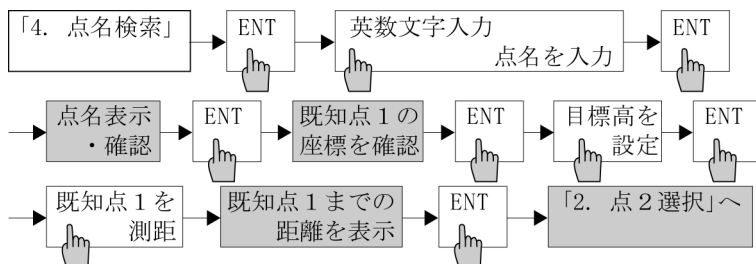 「4. 点名検索」
ENT
英数文字入力
点名を入力
ENT
点名表示
・確認
ENT
既知点1の
座標を確認
ENT
目標高を
設定
ENT
既知点1を
測距
既知点1までの
距離を表示
ENT
「2. 点2選択」へ